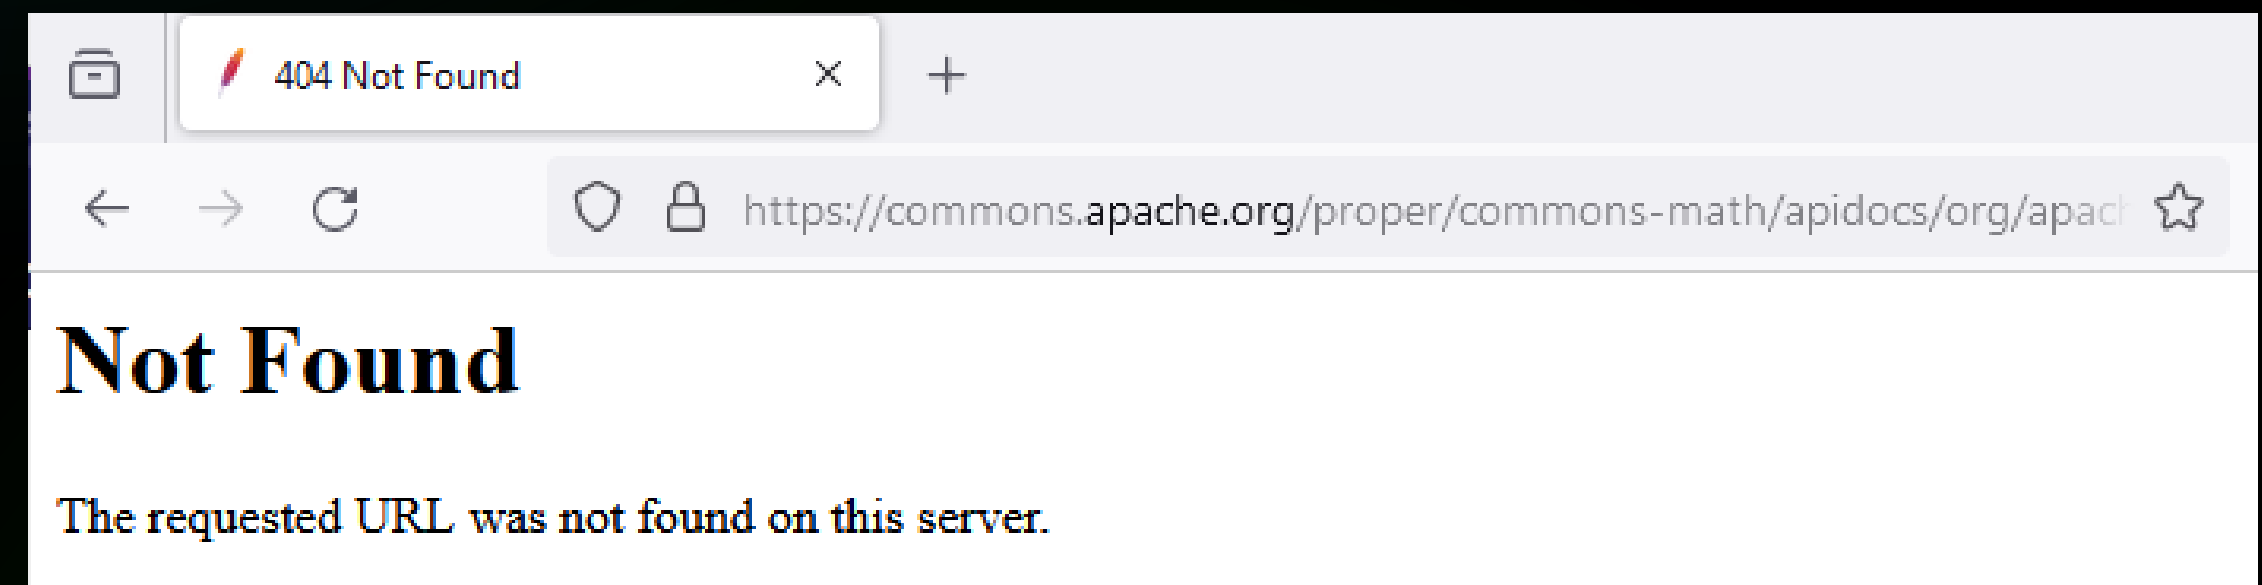 404 Not Found
https://commons.apache.org/proper/commons-math/apidocs/org/apach
Not Found
The requested URL was not found on this server.